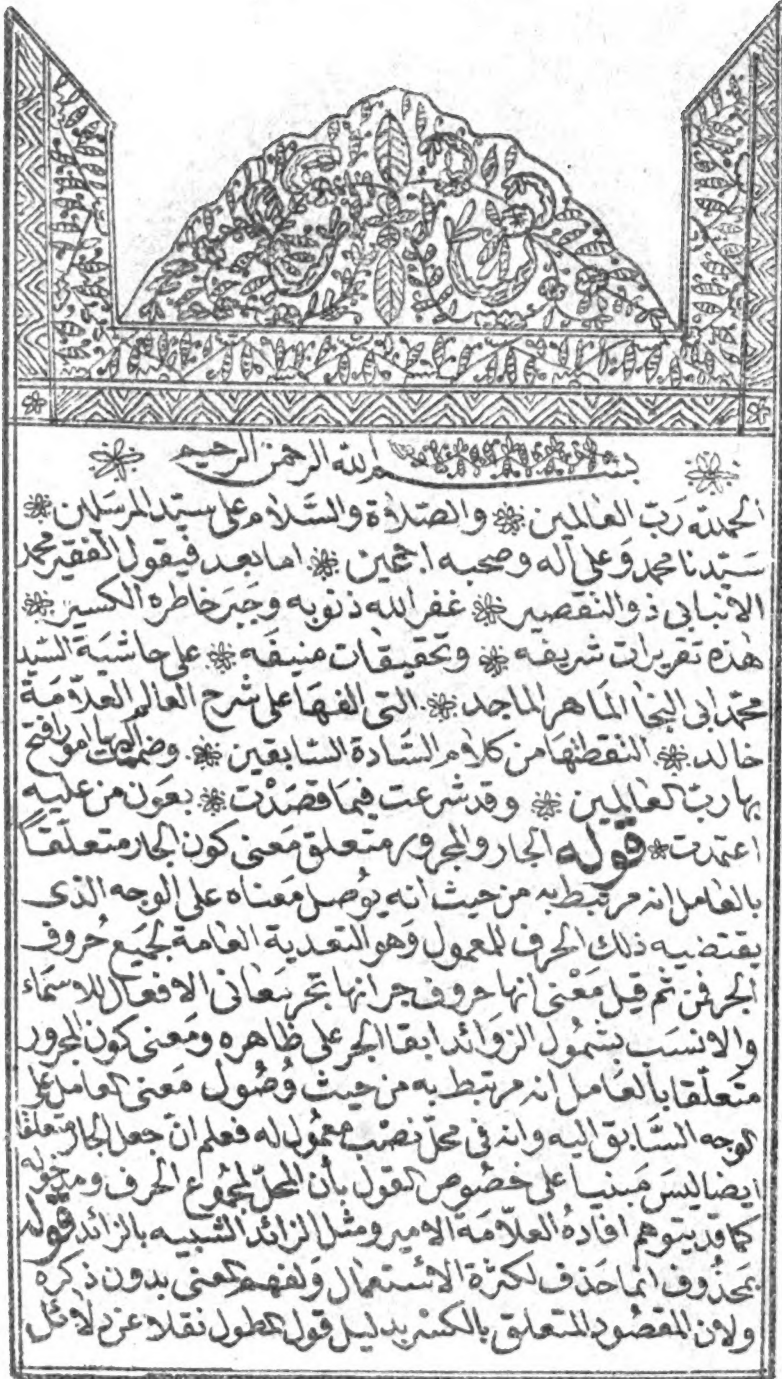 بسم الله الرحمن الرحيم
الحمد لله رب العالمين والصلاة والسلام على سيد المرسلين
سيدنا محمد وعلى آله وصحبه اجمعين اما بعد فيقول الفقير محمد
الانبابى ذو التقصير غفر الله ذنوبه وجبر خاطره الكسير
هذه تقريرات شريفه وتحقيقات منيفه على حاشية السيد
محمد ابى النجا الماهر الماجد التى الفها على شرح العالم العلامة
خالد التقطتها من كلام السادة السابقين وضممت اليها امورا فتح
بها رب العالمين وقد شرعت فيما قصدت بعون من عليه
اعتمدت قوله الجار والمجرور متعلق معنى كون الجار متعلقا
بالعامل انه مرتبط به من حيث انه يوصل معناه على الوجه الذى
يقتضيه ذلك الحرف للمعمول وهو التعدية العامة لجميع حروف
الجر فمن ثم قيل معنى انها حروف جر انها تجر معانى الافعال للاسماء
والانسب بشمول الزوائد ابقا الجر على ظاهره ومعنى كون المجرور
متعلقا بالعامل انه مرتبط به من حيث وصول معنى العامل على
الوجه السابق اليه وانه فى محل نصب معمول له فعلم ان جعل الجار متعلقا
ايضا ليس مبنيا على خصوص القول بأن المحل لمجموع الحرف ومدخوله
كما قد يتوهم افاده العلامة الامير ومثل الزائد الشبيه بالزائد قوله
بمحذوف انما حذف لكثرة الاستعمال ولفهم المعنى بدون ذكره
ولان المقصود المتعلق بالكسر بدليل قول المطول نقلا عن دلائل